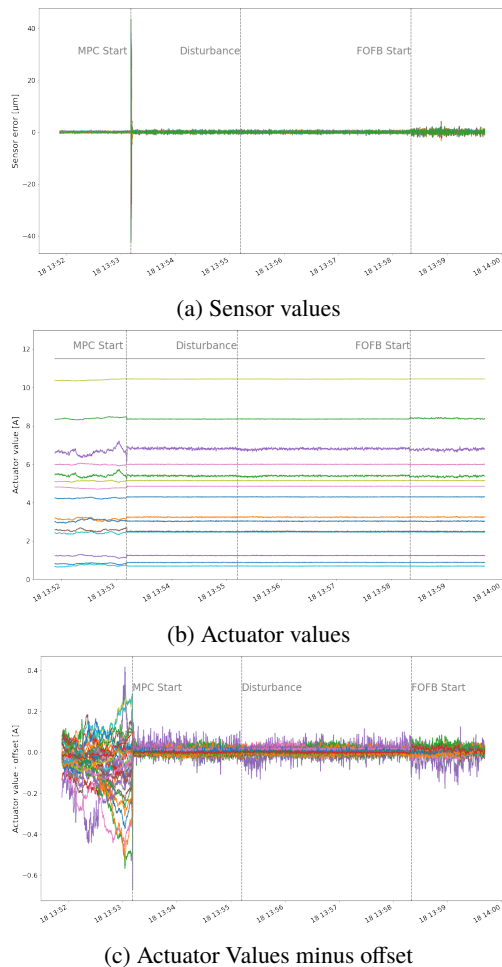 MPC Start Disturbance FOFB Start
Sensor error [μm]
40
20
0
−20
−40
18 13:52 18 13:53 18 13:54 18 13:55 18 13:56 18 13:57 18 13:58 18 13:59 18 14:00
(a) Sensor values
MPC Start Disturbance FOFB Start
Actuator value [A]
12
10
8
6
4
2
0
18 13:52 18 13:53 18 13:54 18 13:55 18 13:56 18 13:57 18 13:58 18 13:59 18 14:00
(b) Actuator values
MPC Start Disturbance FOFB Start
Actuator value - offset [A]
0.4
0.2
0.0
−0.2
−0.4
−0.6
18 13:52 18 13:53 18 13:54 18 13:55 18 13:56 18 13:57 18 13:58 18 13:59 18 14:00
(c) Actuator Values minus offset